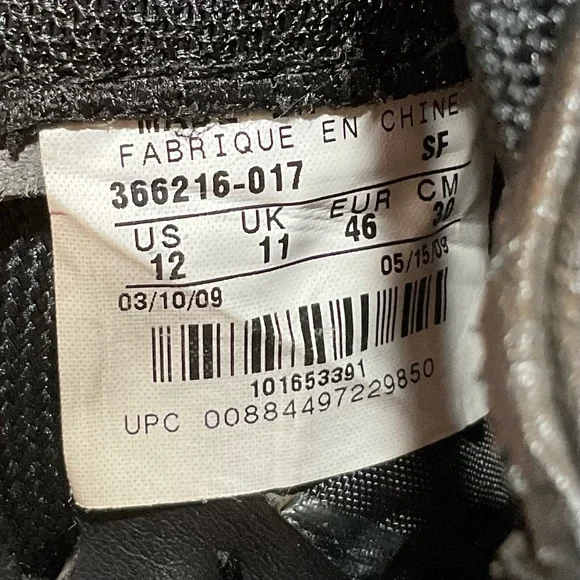 FABRIQUE EN CHINE
366216-017 SF
US UK EUR CM
12 11 46 30
03/10/09 05/15/09
101653391
UPC 00884497229850